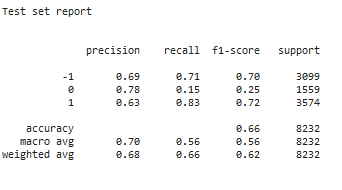 Test set report
precision recall f1-score support
-1 0.69 0.71 0.70 3099
0 0.78 0.15 0.25 1559
1 0.63 0.83 0.72 3574
accuracy 0.66 8232
macro avg 0.70 0.56 0.56 8232
weighted avg 0.68 0.66 0.62 8232